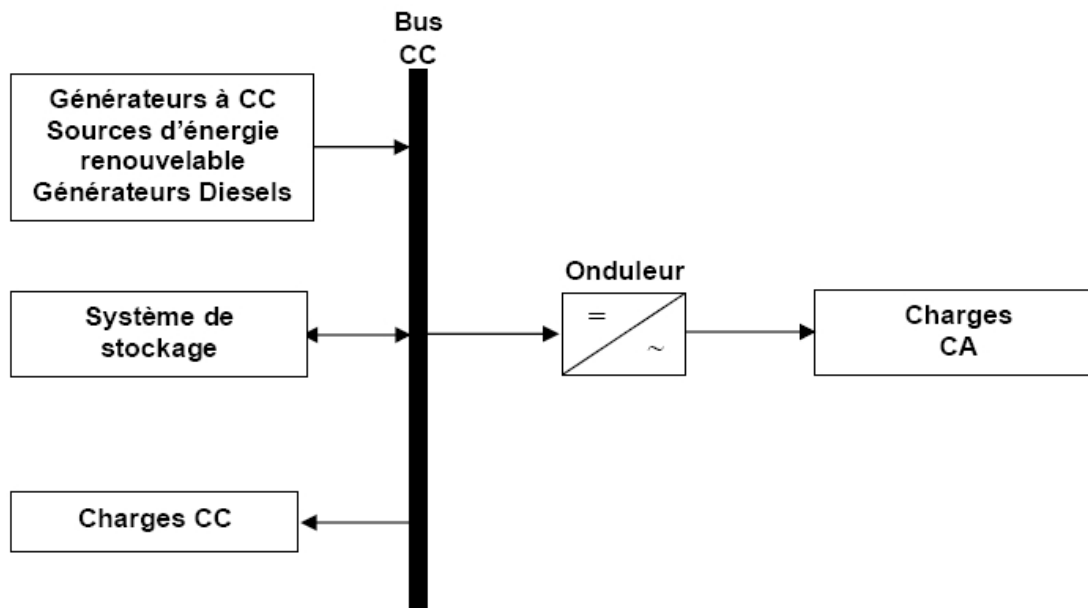 Bus
CC
Générateurs à CC
Sources d'énergie
renouvelable
Générateurs Diesels
Onduleur
=
~
Système de
stockage
Charges
CA
Charges CC